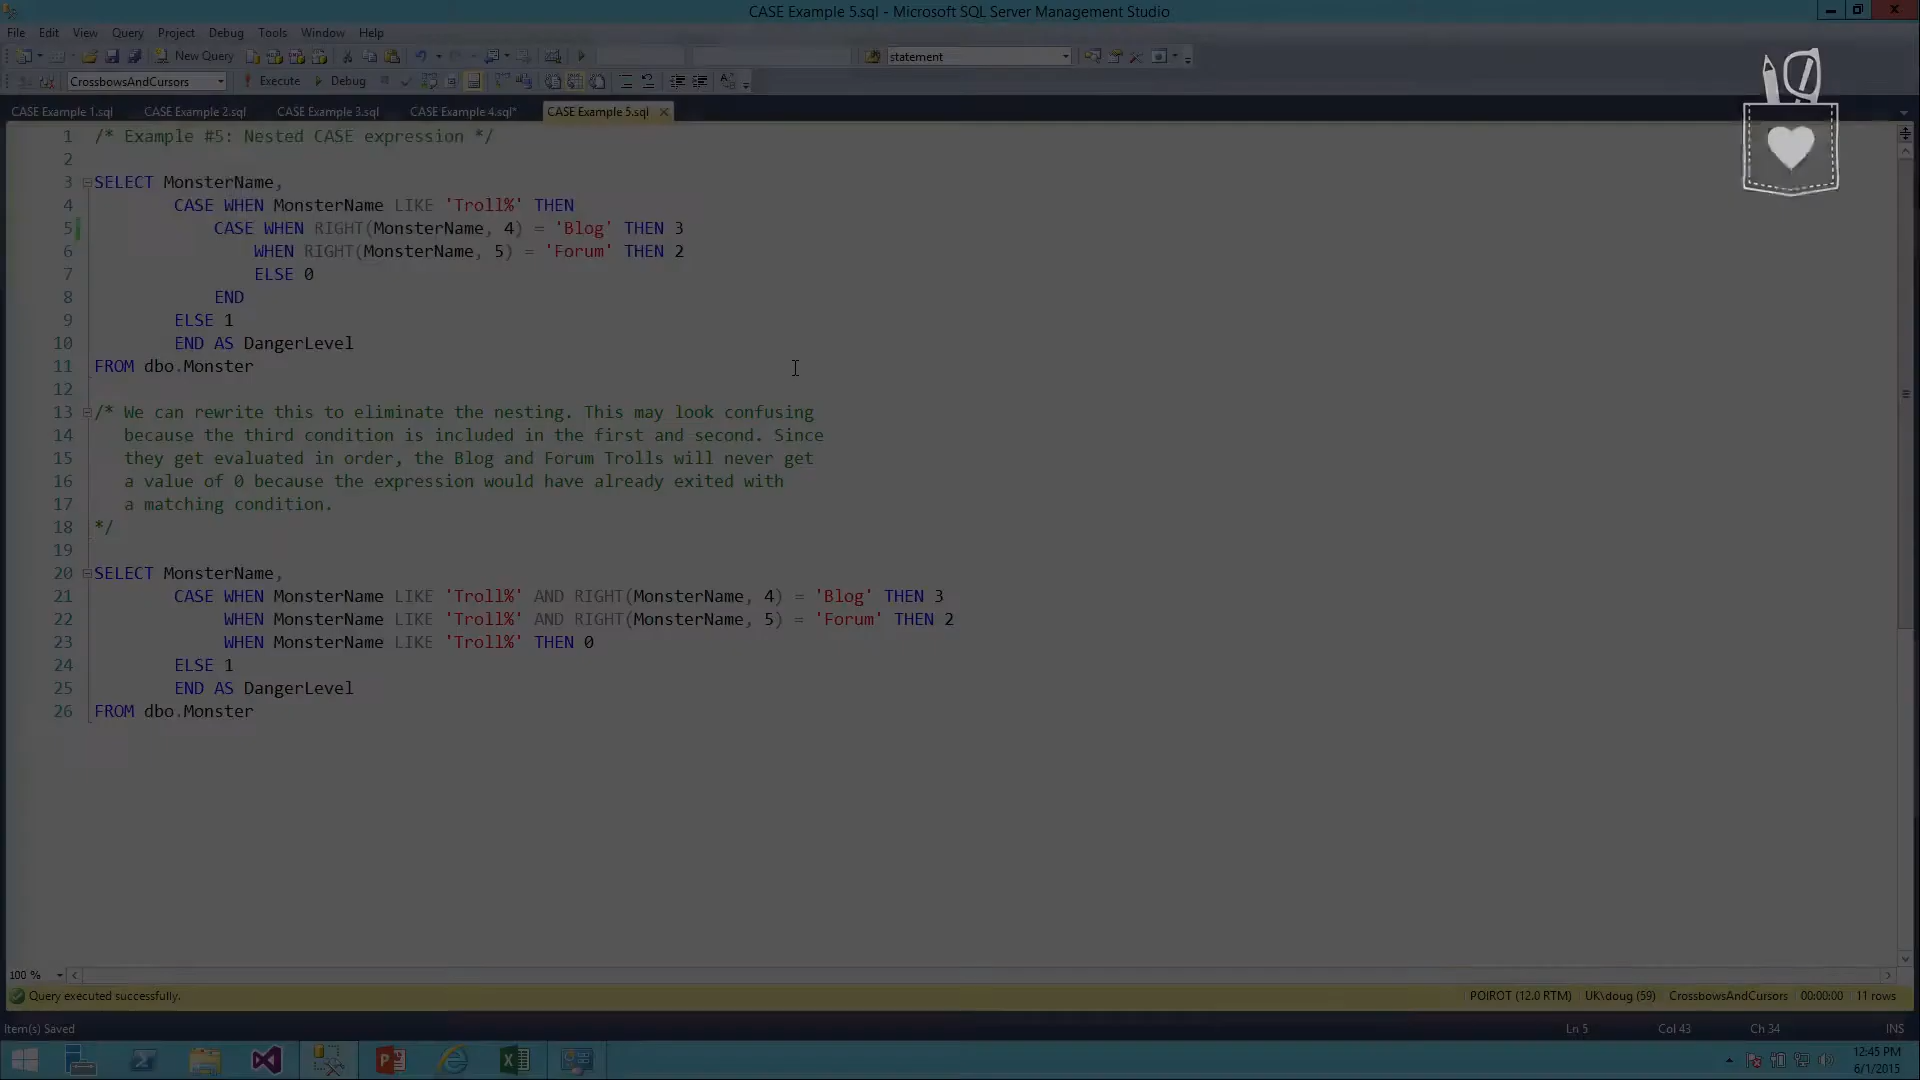 CASE Example 5.sql - Microsoft SQL Server Management Studio
File Edit View Query Project Debug Tools Window Help
New Query statement
CrossbowsAndCursors Execute Debug
CASE Example 1.sql CASE Example 2.sql CASE Example 3.sql CASE Example 4.sql* CASE Example 5.sql
1 /* Example #5: Nested CASE expression */
2
3 SELECT MonsterName,
4 CASE WHEN MonsterName LIKE 'Troll%' THEN
5 CASE WHEN RIGHT(MonsterName, 4) = 'Blog' THEN 3
6 WHEN RIGHT(MonsterName, 5) = 'Forum' THEN 2
7 ELSE 0
8 END
9 ELSE 1
10 END AS DangerLevel
11 FROM dbo.Monster
12
13 /* We can rewrite this to eliminate the nesting. This may look confusing
14 because the third condition is included in the first and second. Since
15 they get evaluated in order, the Blog and Forum Trolls will never get
16 a value of 0 because the expression would have already exited with
17 a matching condition.
18 */
19
20 SELECT MonsterName,
21 CASE WHEN MonsterName LIKE 'Troll%' AND RIGHT(MonsterName, 4) = 'Blog' THEN 3
22 WHEN MonsterName LIKE 'Troll%' AND RIGHT(MonsterName, 5) = 'Forum' THEN 2
23 WHEN MonsterName LIKE 'Troll%' THEN 0
24 ELSE 1
25 END AS DangerLevel
26 FROM dbo.Monster
100 %
Query executed successfully. POIROT (12.0 RTM) UK\doug (59) CrossbowsAndCursors 00:00:00 11 rows
Item(s) Saved Ln 5 Col 43 Ch 34 INS
12:45 PM
6/1/2015